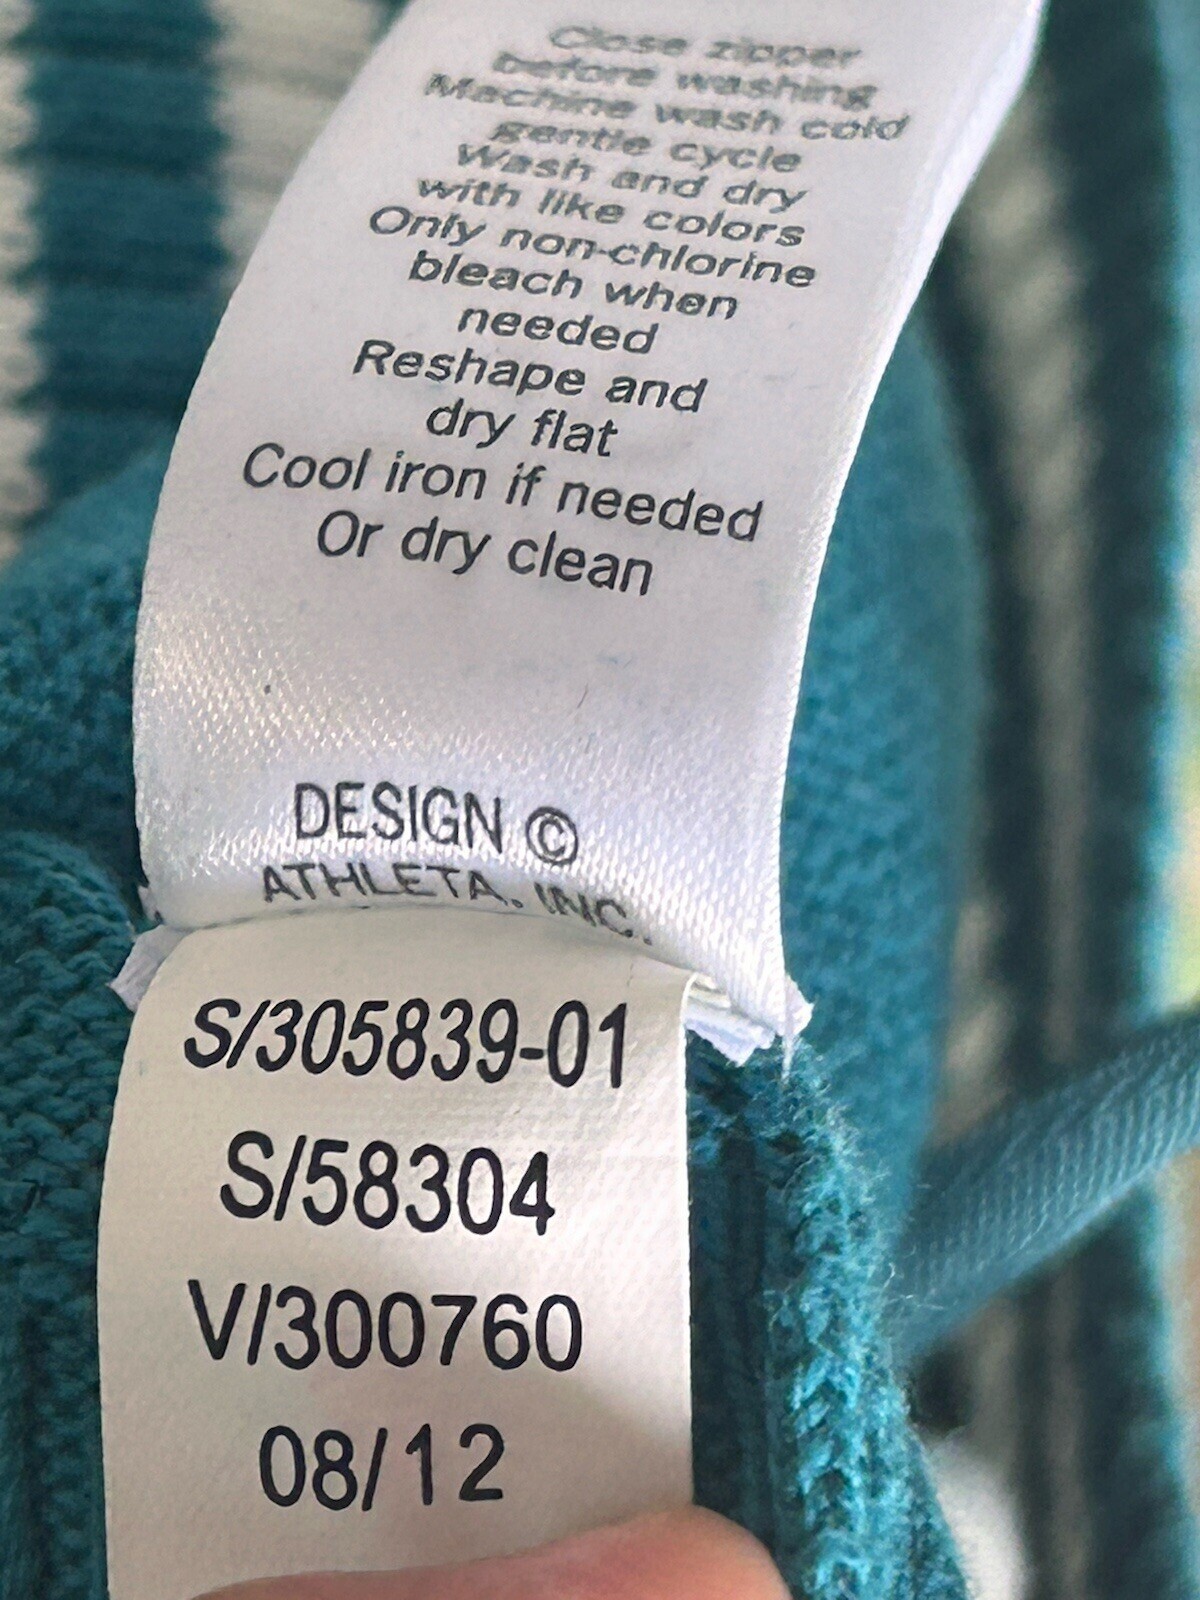 Close zipper
before washing
Machine wash cold
gentle cycle
Wash and dry
with like colors
Only non-chlorine
bleach when
needed
Reshape and
dry flat
Cool iron if needed
Or dry clean
DESIGN ©
ATHLETA, INC.
S/305839-01
S/58304
V/300760
08/12